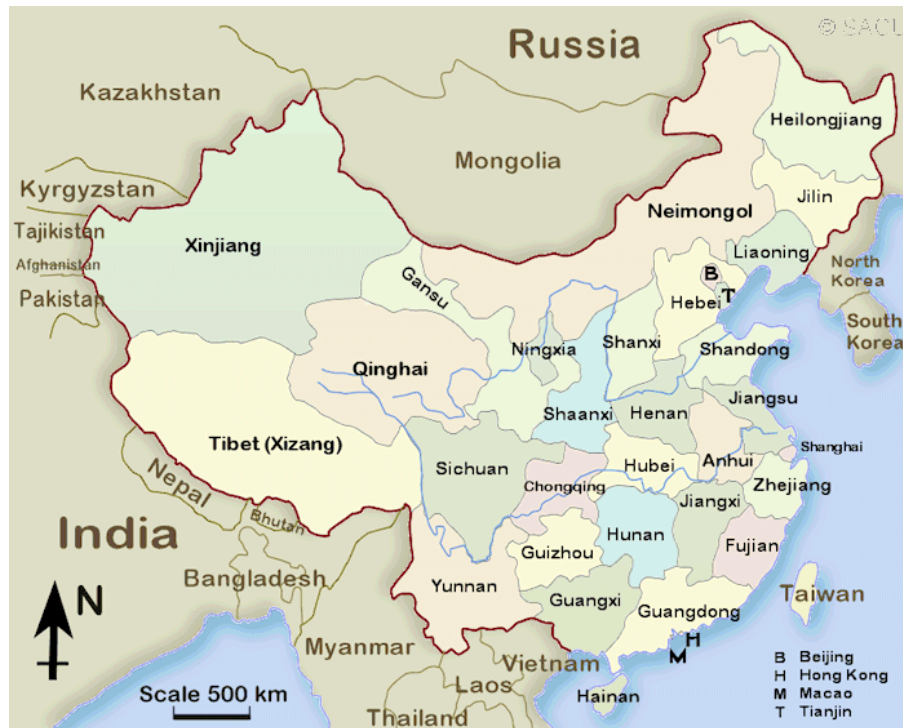 © SACU
Russia
Kazakhstan
Heilongjiang
Mongolia
Kyrgyzstan
Jilin
Neimongol
Tajikistan
Xinjiang
Liaoning
Afghanistan
North
Korea
Gansu
B
Pakistan
Hebei
T
South
Korea
Ningxia
Shanxi
Shandong
Qinghai
Jiangsu
Shaanxi
Henan
Tibet (Xizang)
Shanghai
Sichuan
Hubei
Anhui
Nepal
Chongqing
Zhejiang
Jiangxi
Bhutan
India
Hunan
Fujian
Guizhou
Bangladesh
Yunnan
Taiwan
N
Guangxi
Guangdong
H
Myanmar
M
Vietnam
B Beijing
H Hong Kong
M Macao
T Tianjin
Laos
Scale 500 km
Hainan
Thailand